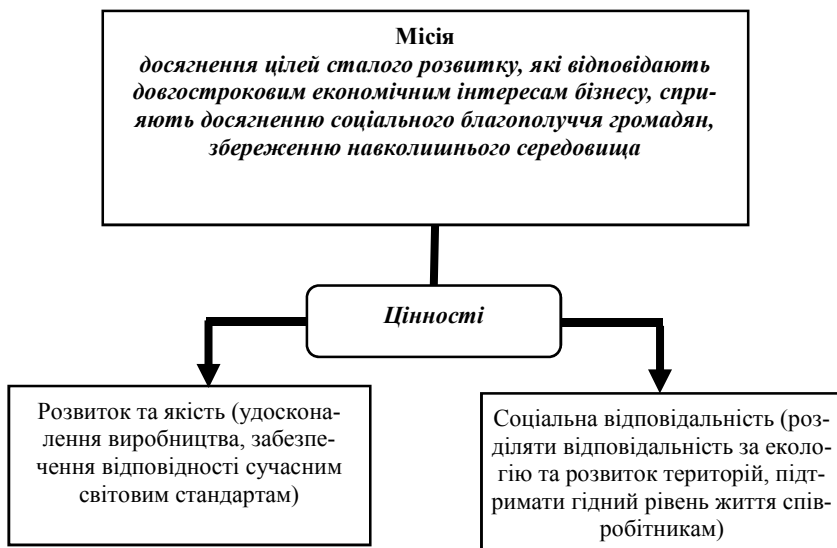 Місія
досягнення цілей сталого розвитку, які відповідають
довгостроковим економічним інтересам бізнесу, спри-
яють досягненню соціального благополуччя громадян,
збереженню навколишнього середовища
Цінності
Розвиток та якість (удоскона-
лення виробництва, забезпе-
чення відповідності сучасним
світовим стандартам)
Соціальна відповідальність (роз-
діляти відповідальність за еколо-
гію та розвиток територій, підт-
римати гідний рівень життя спів-
робітникам)